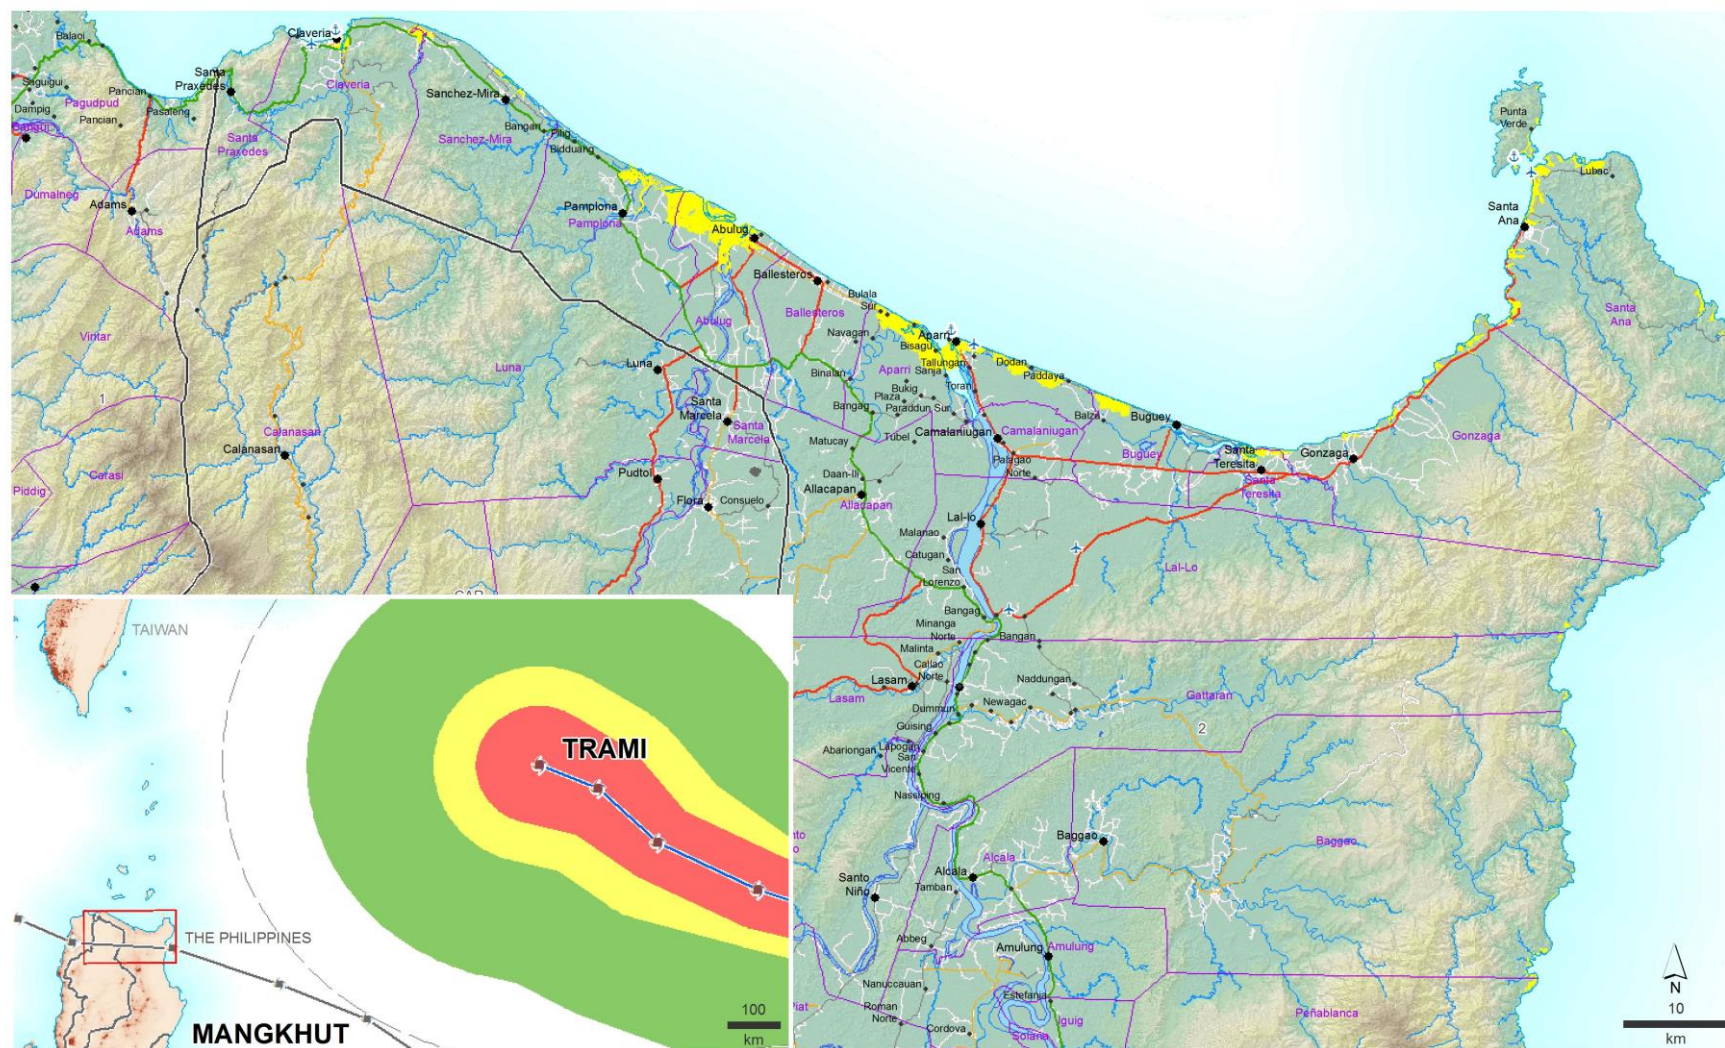 Balaoi
Claveria
Saguigui
Pagudpud
Pancian
Santa
Praxedes
Claveria
Sanchez-Mira
Dampig
Pancian
Pasaleng
Bangui
Santa
Praxedes
Sanchez-Mira
Bangan
Pilig
Bidduang
Punta
Verde
Lubac
Dumalneg
Adams
Adams
Pamplona
Pamplona
Abulug
Santa
Ana
Ballesteros
Bulala
Sur
Santa
Ana
Vintar
Abulug
Ballesteros
Navagan
Aparri
Bisagu
Tallungan
Dodan
Paddaya
Luna
Luna
Binalan
Aparri
Sanja
Toran
Bukig
Plaza
Paraddun Sur
1
Santa
Marcela
Santa
Marcela
Bangag
Balza
Buguey
Calanasan
Calanasan
Matucay
Tubel
Camalaniugan
Camalaniugan
Buguey
Gonzaga
Palagao
Norte
Santa
Teresita
Gonzaga
Santa
Teresita
Piddig
Carasi
Pudtol
Daan-Ili
Allacapan
Allacapan
Flora
Consuelo
Lal-lo
Malanao
Catugan
San
Lorenzo
Lal-Lo
Bangag
Minanga
Norte
Bangan
Malinta
Callao
Norte
Lasam
Lasam
Naddungan
Gattaran
Newagac
Dummun
Guising
2
Abariongan
Lapogan
San
Vicente
Nassiping
Baggao
Baggao
Alcala
Alcala
Santo
Niño
Tamban
Abbeg
Amulung
Amulung
Nanuccauan
Estefania
Piat
Roman
Norte
Cordova
Iguig
Solana
Peñablanca
N
10
km
TAIWAN
TRAMI
THE PHILIPPINES
MANGKHUT
100
km